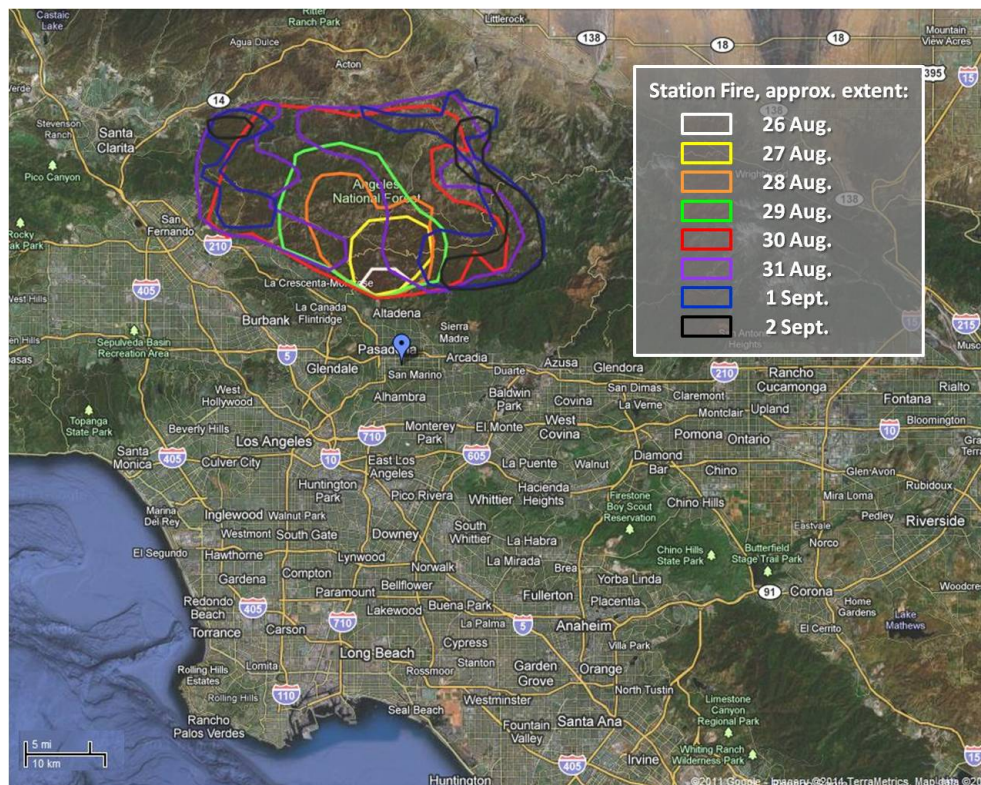 Castaic
Lake
Ritter
Ranch Park
Littlerock
138
18
18
Mountain
View Acres
Agua Dulce
Acton
395
15
14
Stevenson
Ranch
Santa
Clarita
Pico Canyon
Station Fire, approx. extent:
26 Aug.
27 Aug.
28 Aug.
29 Aug.
30 Aug.
31 Aug.
1 Sept.
2 Sept.
138
138
Angeles
National Forest
San
Fernando
210
405
West Hills
La Crescenta-Montrose
La Canada
Flintridge
Altadena
Burbank
Sierra
Madre
Sepulveda Basin
Recreation Area
5
Pasadena
Glendale
Arcadia
San Marino
Duarte
Azusa
Glendora
210
215
15
Heights
Rancho
Cucamonga
Rialto
West
Hollywood
Alhambra
Baldwin
Park
Covina
San Dimas
La Verne
Claremont
Montclair
Upland
Fontana
Topanga
State Park
Beverly Hills
Los Angeles
710
Monterey
Park
El Monte
West
Covina
Pomona
Ontario
10
Bloomington
Santa
Monica
405
Culver City
10
East Los
Angeles
605
La Puente
Walnut
Diamond
Bar
Chino
Glen Avon
Rubidoux
Huntington
Park
Pico Rivera
Whittier
Hacienda
Heights
Firestone
Boy Scout
Reservation
Chino Hills
Mira Loma
Marina
Del Rey
Inglewood
Walnut Park
Pedley
Riverside
Westmont
South Gate
Downey
South
Whittier
La Habra
Eastvale
Norco
El Segundo
Hawthorne
Lynwood
Norwalk
La Mirada
Brea
Chino Hills
State Park
Butterfield
Stage Trail Park
Gardena
Compton
Paramount
Bellflower
Fullerton
Yorba Linda
Placentia
91
Corona
Redondo
Beach
405
710
Lakewood
Buena Park
La Palma
5
Anaheim
Home
Gardens
Lake
Mathews
Torrance
Carson
El Cerrito
Cypress
Villa Park
Long Beach
Rossmoor
Stanton
Garden
Grove
Orange
Rolling Hills
Estates
Lomita
110
North Tustin
Rolling Hills
Seal Beach
Westminster
Limestone
Canyon
Regional Park
Rancho
Palos Verdes
Fountain
Valley
Santa Ana
5 mi
10 km
405
Irvine
Whiting Ranch
Wilderness Park
15
Huntington
©2011 Google - Imagery ©2014 TerraMetrics, Map data